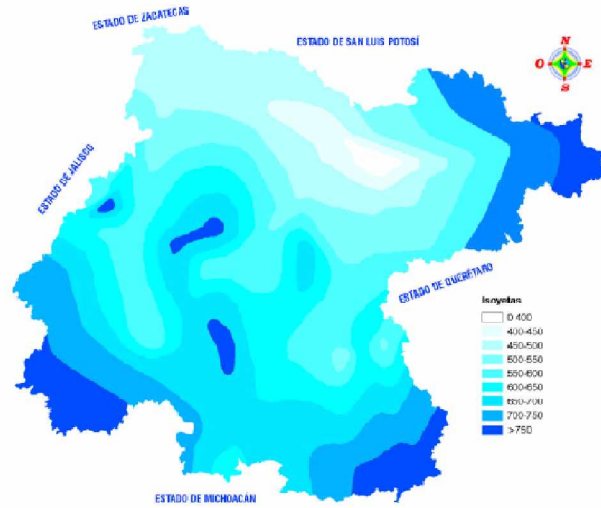 ESTADO DE ZACATECAS
ESTADO DE SAN LUIS POTOSÍ
N
O E
S
ESTADO DE JALISCO
ESTADO DE QUERÉTARO
Isoyetas
0-400
400-450
450-500
500-550
550-600
600-650
650-700
700-750
>750
ESTADO DE MICHOACÁN